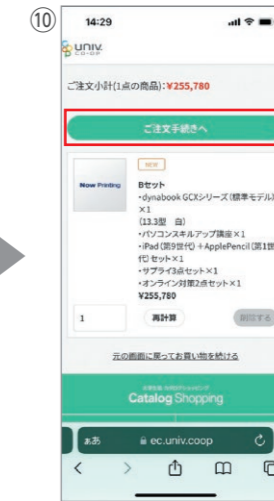 ⑩
14:29
univ.
CO-OP
ご注文小計(1点の商品):¥255,780
ご注文手続きへ
NEW
Now Printing
Bセット
・dynabook GCXシリーズ(標準モデル)
×1
(13.3型 白)
・パソコンスキルアップ講座×1
・iPad(第9世代)+ApplePencil(第1世
代)セット×1
・サプライ3点セット×1
・オンライン対策2点セット×1
¥255,780
1
再計算
削除する
元の画面に戻ってお買い物を続ける
Catalog Shopping
ぁあ
ec.univ.coop